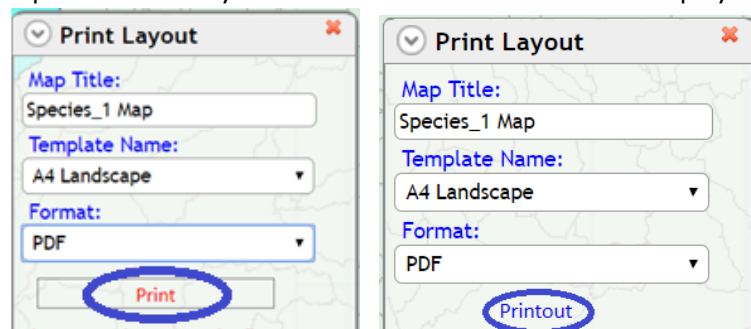 Print Layout
Map Title:
Species_1 Map
Template Name:
A4 Landscape
Format:
PDF
Print
Print Layout
Map Title:
Species_1 Map
Template Name:
A4 Landscape
Format:
PDF
Printout